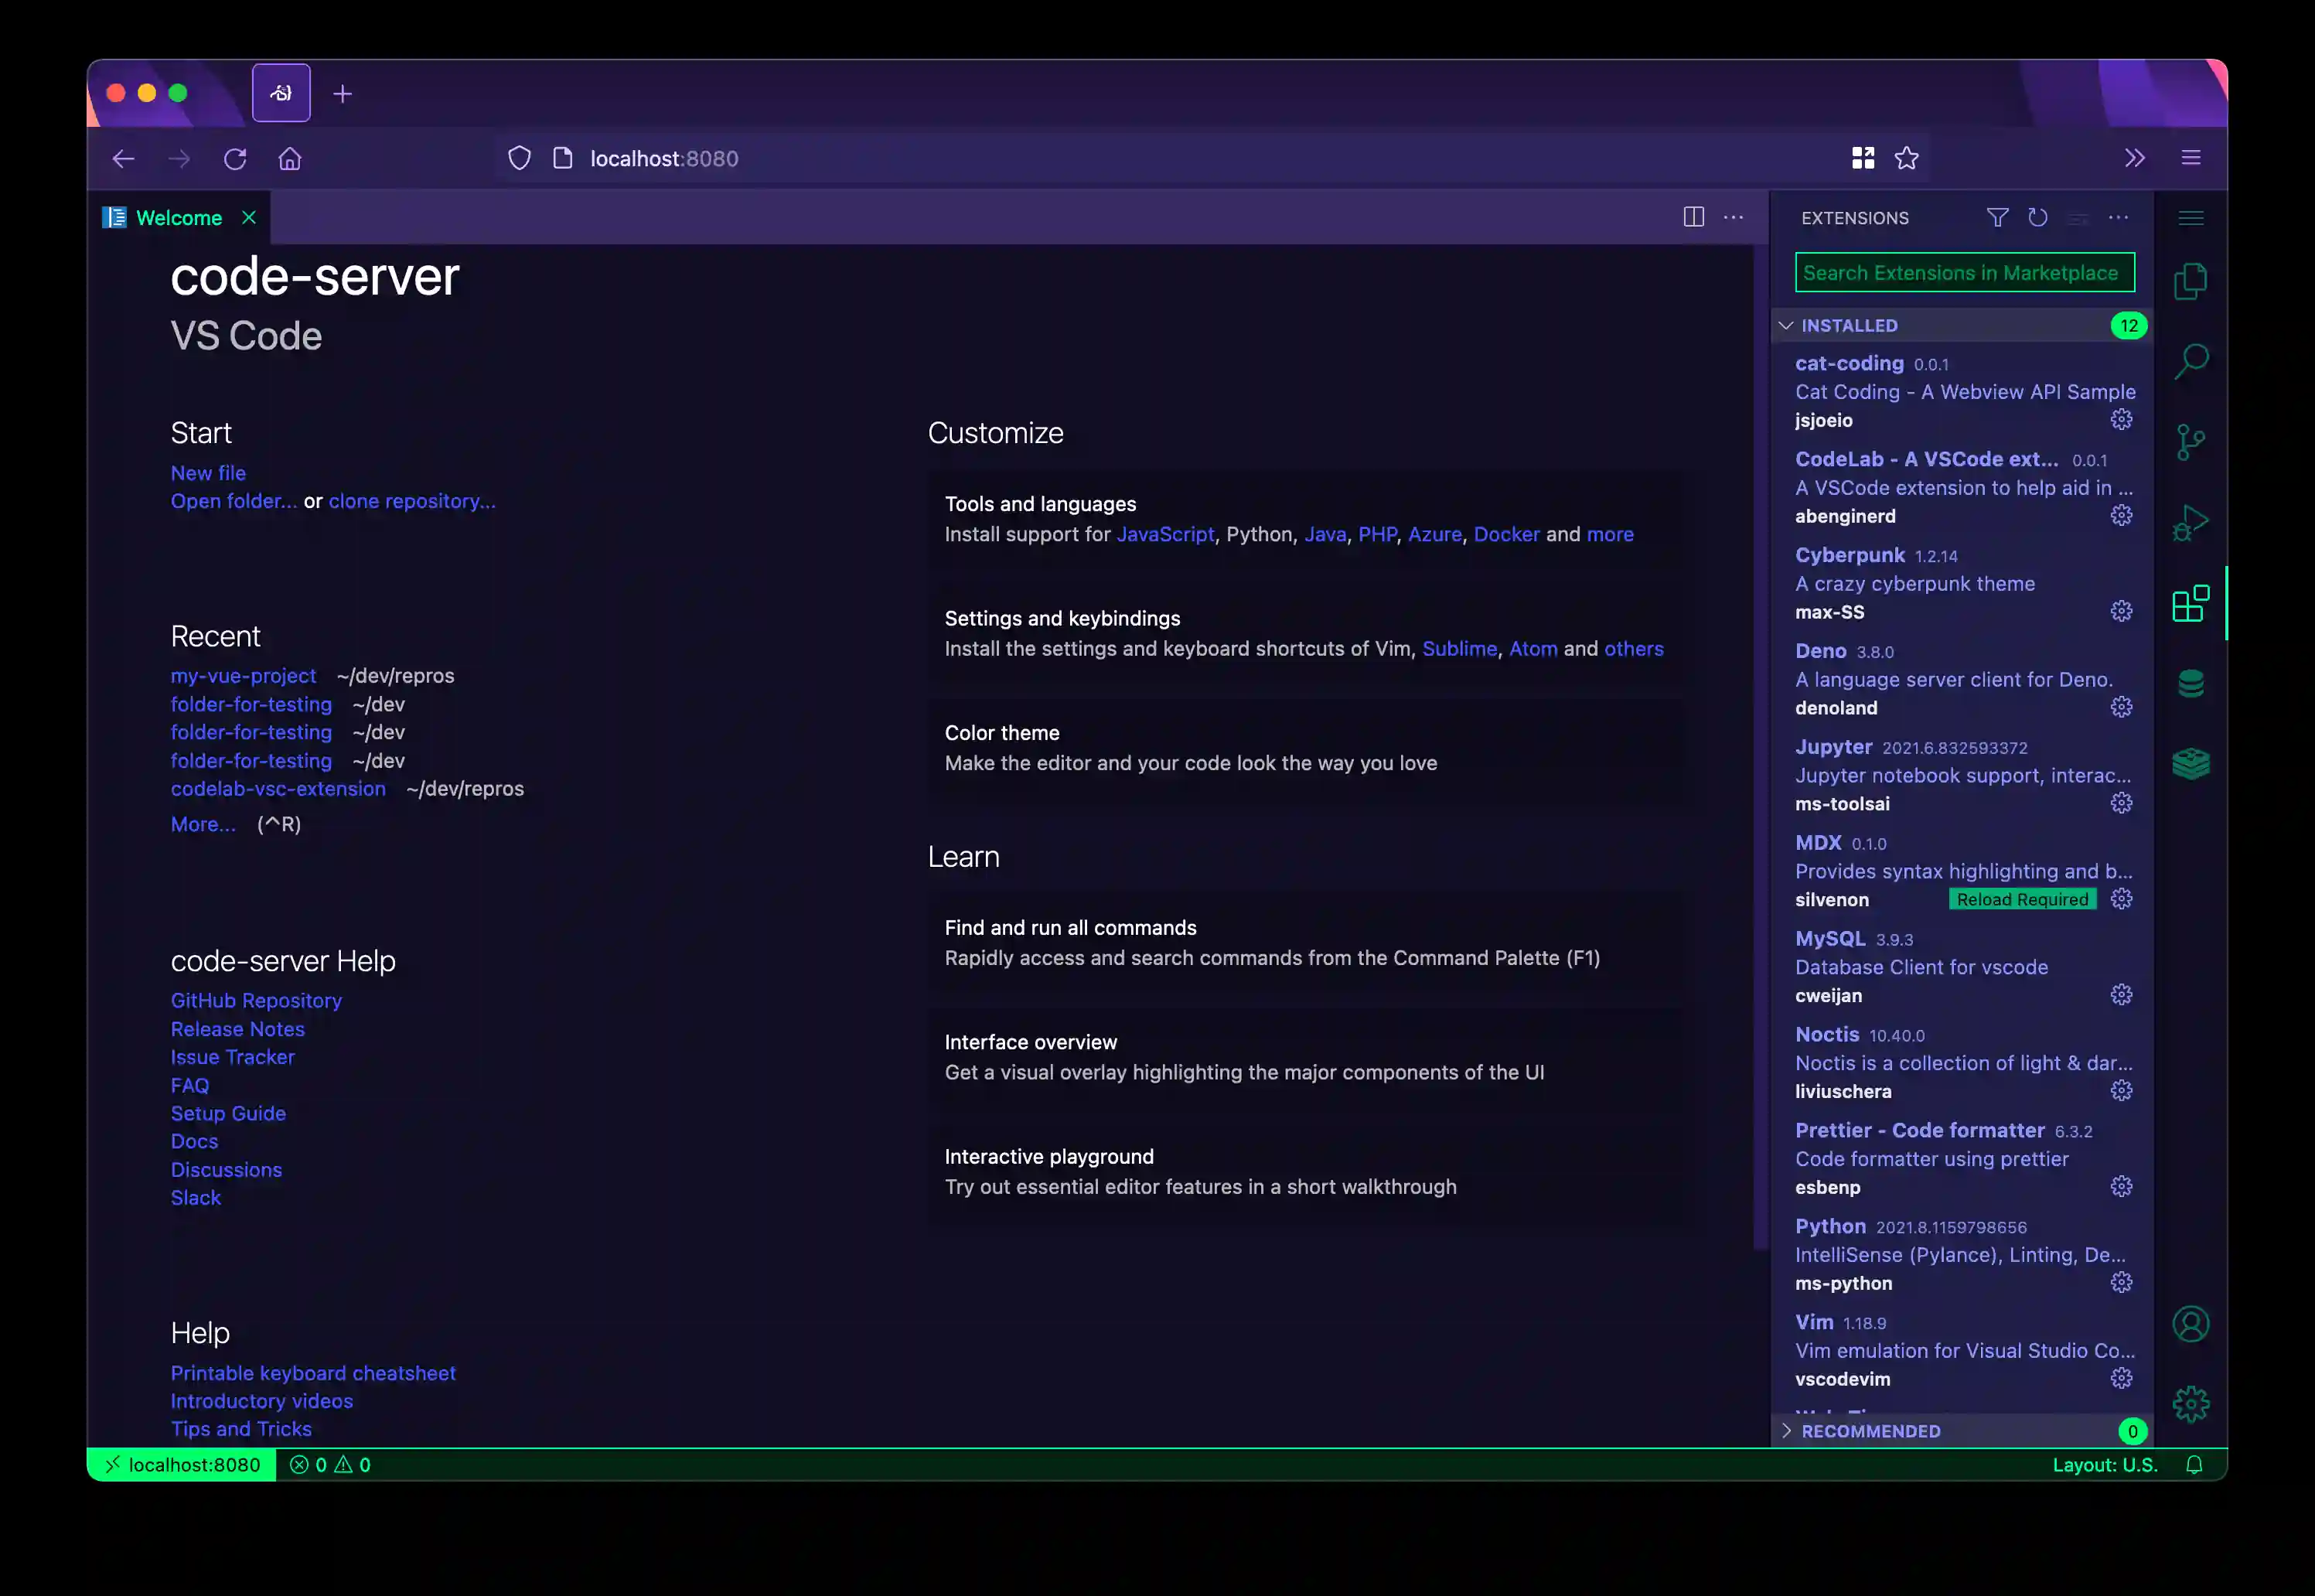 localhost:8080
Welcome
code-server
VS Code
Start
New file
Open folder... or clone repository...
Recent
my-vue-project ~/dev/repros
folder-for-testing ~/dev
folder-for-testing ~/dev
folder-for-testing ~/dev
codelab-vsc-extension ~/dev/repros
More... (^R)
code-server Help
GitHub Repository
Release Notes
Issue Tracker
FAQ
Setup Guide
Docs
Discussions
Slack
Help
Printable keyboard cheatsheet
Introductory videos
Tips and Tricks
Customize
Tools and languages
Install support for JavaScript, Python, Java, PHP, Azure, Docker and more
Settings and keybindings
Install the settings and keyboard shortcuts of Vim, Sublime, Atom and others
Color theme
Make the editor and your code look the way you love
Learn
Find and run all commands
Rapidly access and search commands from the Command Palette (F1)
Interface overview
Get a visual overlay highlighting the major components of the UI
Interactive playground
Try out essential editor features in a short walkthrough
EXTENSIONS
Search Extensions in Marketplace
INSTALLED 12
cat-coding 0.0.1
Cat Coding - A Webview API Sample
jsjoeio
CodeLab - A VSCode ext... 0.0.1
A VSCode extension to help aid in ...
abenginerd
Cyberpunk 1.2.14
A crazy cyberpunk theme
max-SS
Deno 3.8.0
A language server client for Deno.
denoland
Jupyter 2021.6.832593372
Jupyter notebook support, interac...
ms-toolsai
MDX 0.1.0
Provides syntax highlighting and b...
silvenon Reload Required
MySQL 3.9.3
Database Client for vscode
cweijan
Noctis 10.40.0
Noctis is a collection of light & dar...
liviuschera
Prettier - Code formatter 6.3.2
Code formatter using prettier
esbenp
Python 2021.8.1159798656
IntelliSense (Pylance), Linting, De...
ms-python
Vim 1.18.9
Vim emulation for Visual Studio Co...
vscodevim
RECOMMENDED 0
localhost:8080 0 0
Layout: U.S.